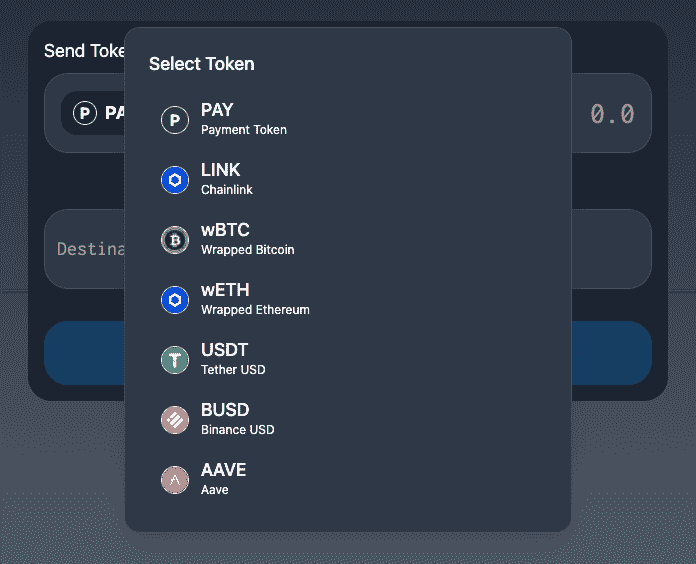 Send Toke
Select Token
P PA
0.0
P
PAY
Payment Token
LINK
Chainlink
Destina
wBTC
Wrapped Bitcoin
wETH
Wrapped Ethereum
USDT
Tether USD
BUSD
Binance USD
AAVE
Aave